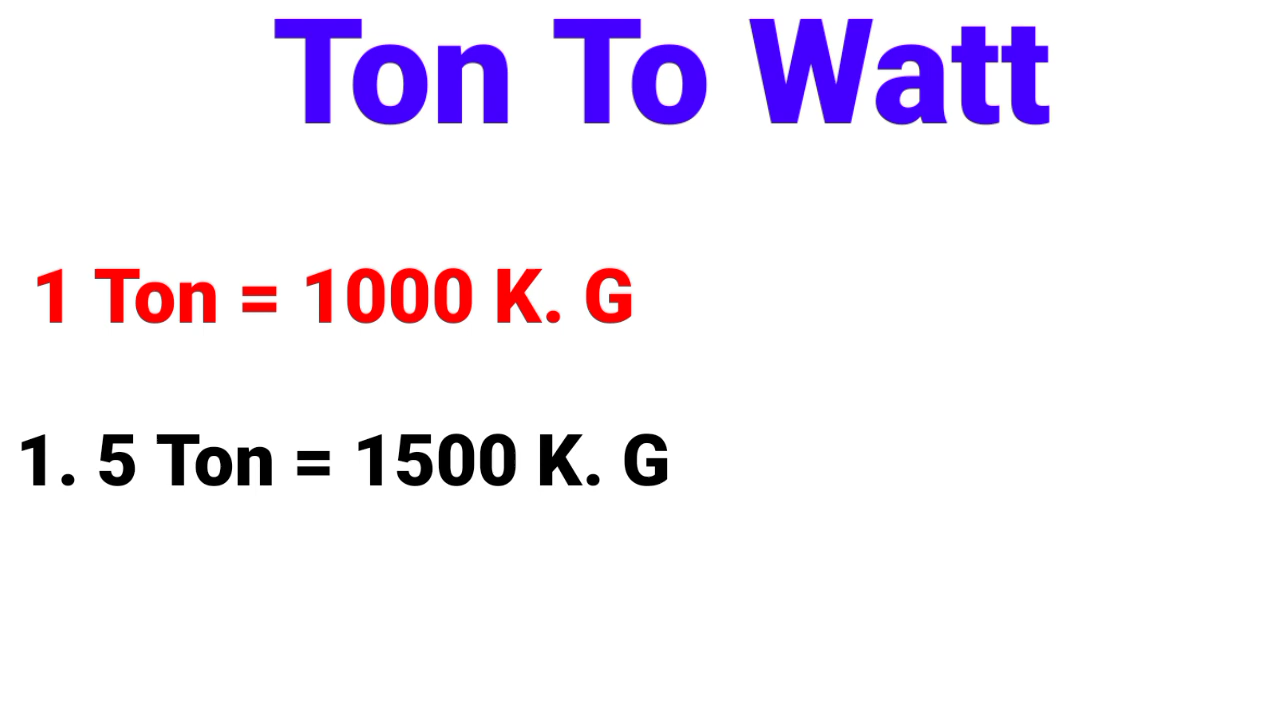 Ton To Watt
1 Ton = 1000 K. G
1. 5 Ton = 1500 K. G